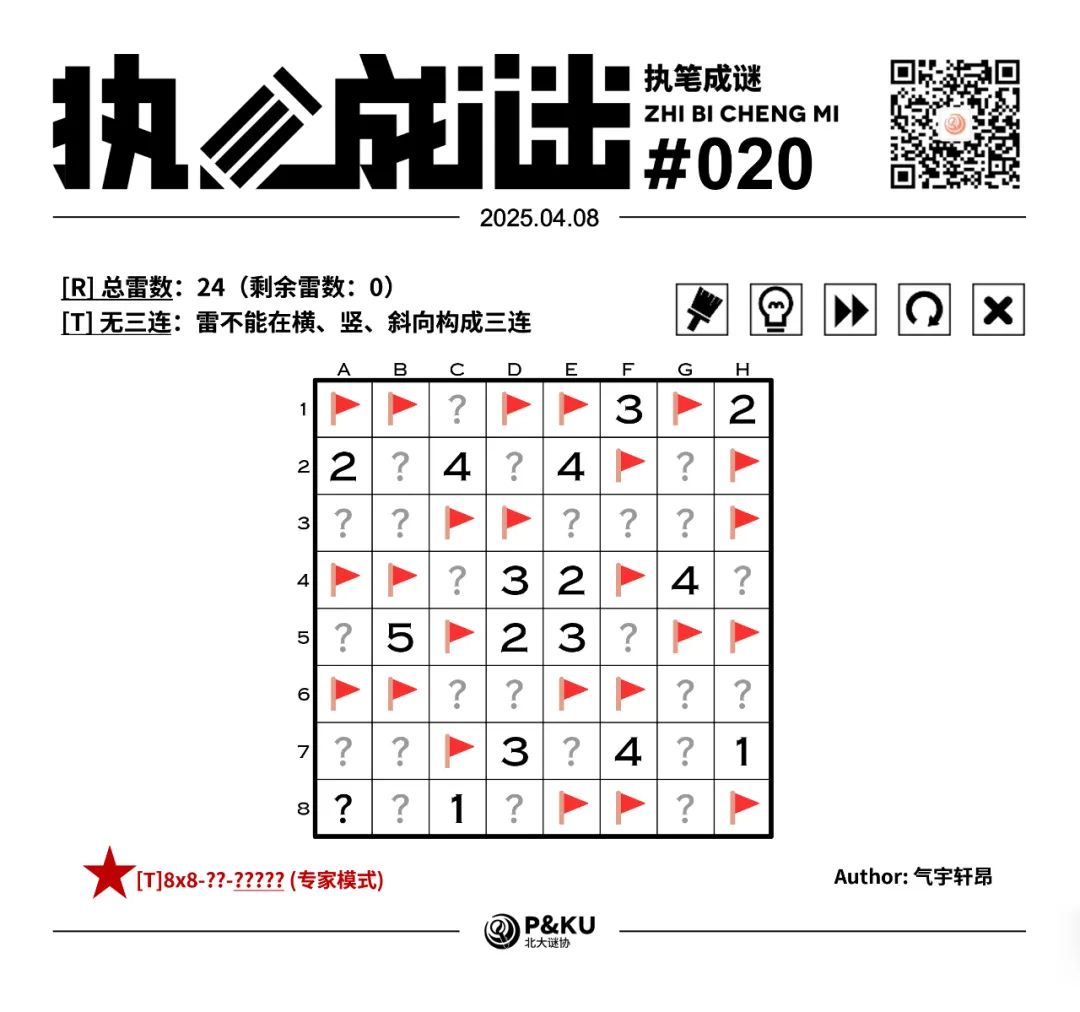 执笔成谜
执笔成谜
ZHI BI CHENG MI
#020
2025.04.08
[R] 总雷数：24（剩余雷数：0）
[T] 无三连：雷不能在横、竖、斜向构成三连
A B C D E F G H
1 ? 3 2
2 2 ? 4 ? 4 ?
3 ? ? ? ? ?
4 ? 3 2 4 ?
5 ? 5 2 3 ?
6 ? ? ? ?
7 ? ? 3 ? 4 ? 1
8 ? ? 1 ? ?
[T]8x8-??-????? (专家模式)
Author: 气宇轩昂
P&KU
北大谜协